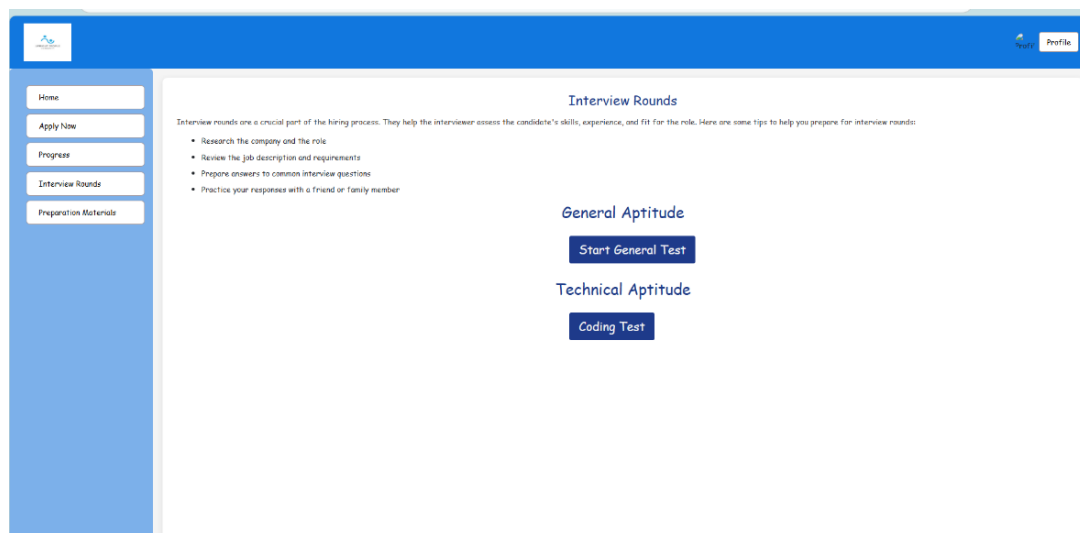 Profile
Home
Apply Now
Progress
Interview Rounds
Preparation Materials
Interview Rounds
Interview rounds are a crucial part of the hiring process. They help the interviewer assess the candidate's skills, experience, and fit for the role. Here are some tips to help you prepare for interview rounds:
Research the company and the role
Review the job description and requirements
Prepare answers to common interview questions
Practice your responses with a friend or family member
General Aptitude
Start General Test
Technical Aptitude
Coding Test